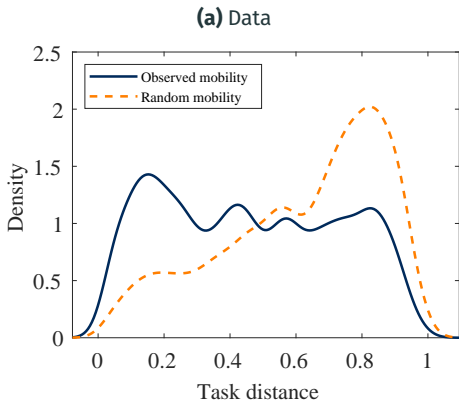 (a) Data
2.5
2
1.5
1
0.5
0
Density
Observed mobility
Random mobility
0 0.2 0.4 0.6 0.8 1
Task distance